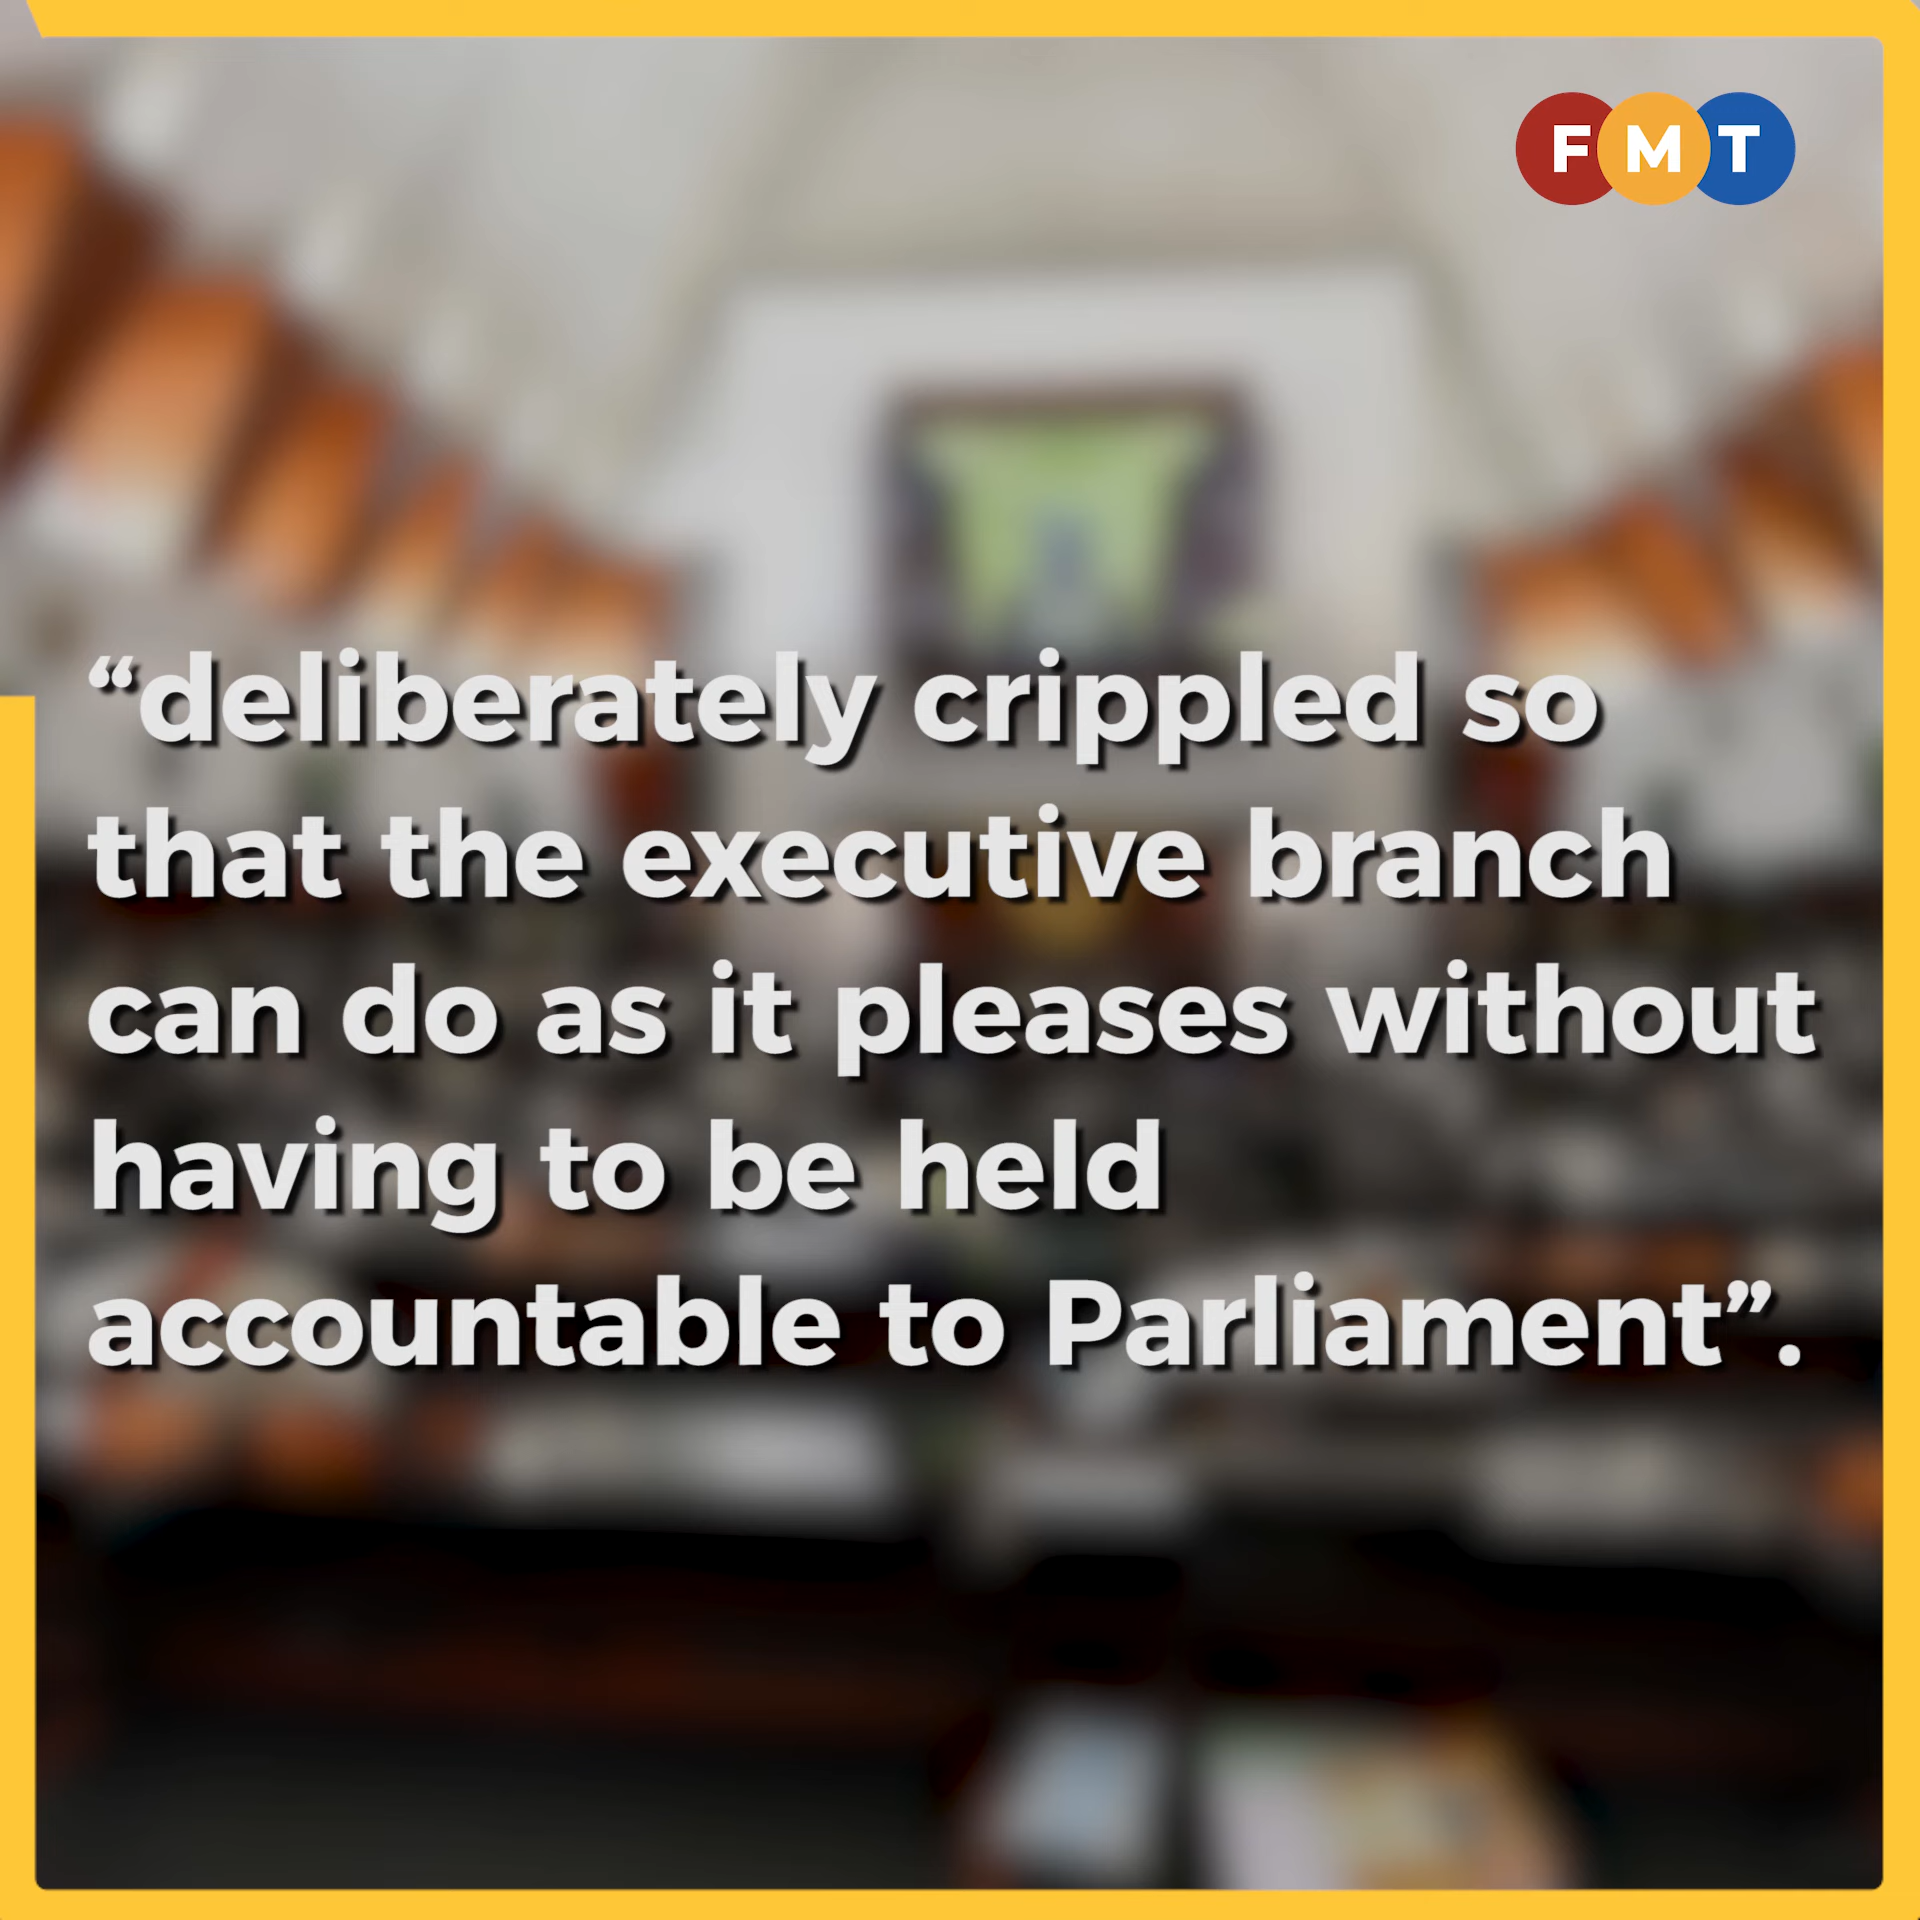 FMT
“deliberately crippled so
that the executive branch
can do as it pleases without
having to be held
accountable to Parliament”.